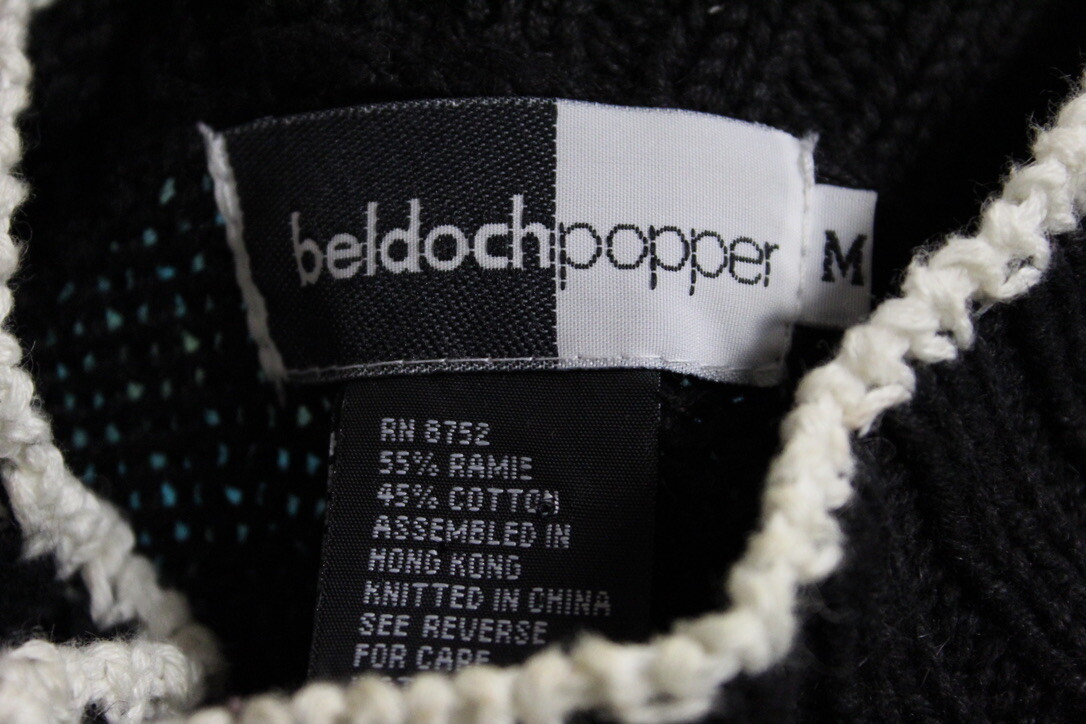 beldochpopper
M
RN 8752
55% RAMIE
45% COTTON
ASSEMBLED IN
HONG KONG
KNITTED IN CHINA
SEE REVERSE
FOR CARE